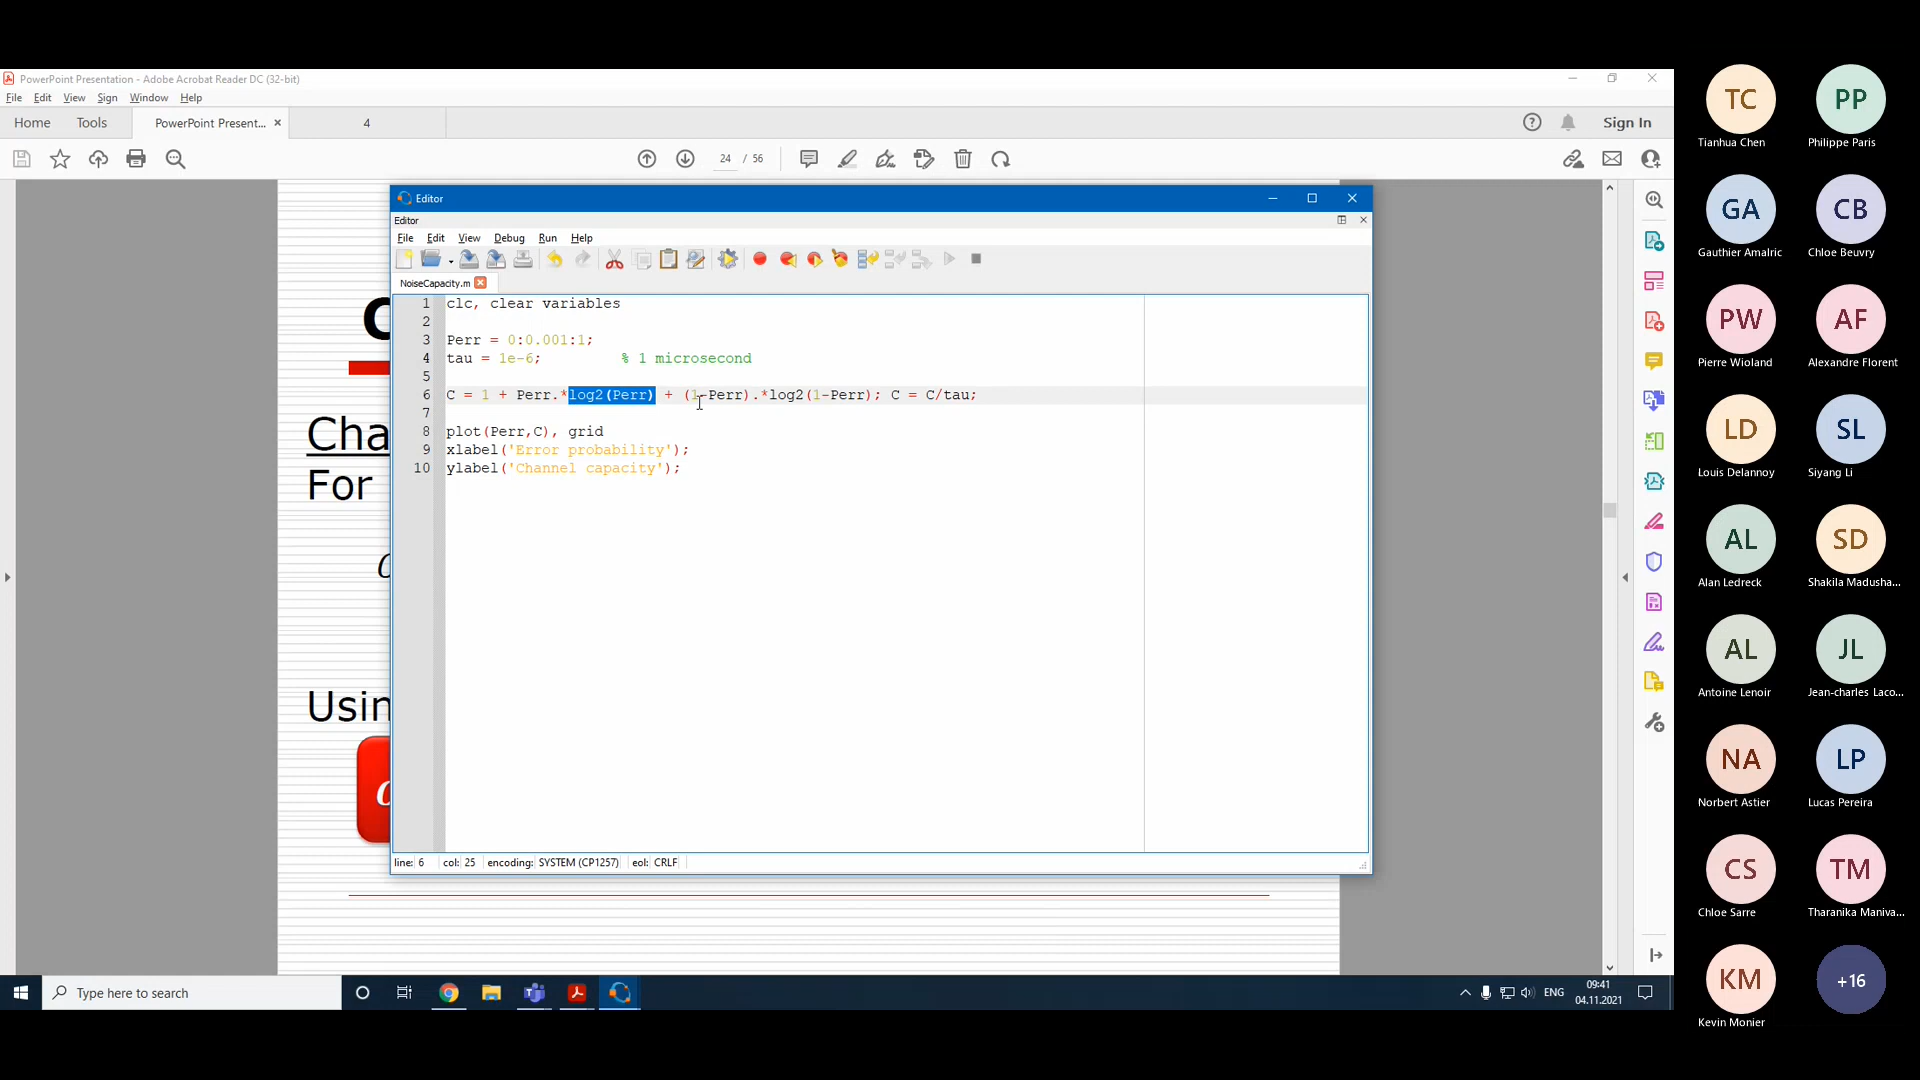 PowerPoint Presentation - Adobe Acrobat Reader DC (32-bit)
File Edit View Sign Window Help
Home Tools PowerPoint Present... × 4 Sign In
24 / 56
Editor
Editor
File Edit View Debug Run Help
NoiseCapacity.m
1 clc, clear variables
2
3 Perr = 0:0.001:1;
4 tau = 1e-6; % 1 microsecond
5
6 C = 1 + Perr.*log2(Perr) + (1-Perr).*log2(1-Perr); C = C/tau;
7
8 plot(Perr,C), grid
9 xlabel('Error probability');
10 ylabel('Channel capacity');
line: 6 col: 25 encoding: SYSTEM (CP1257) eol: CRLF
Cha
For
Usin
Type here to search
ENG
09:41
04.11.2021
TC
Tianhua Chen
PP
Philippe Paris
GA
Gauthier Amalric
CB
Chloe Beuvry
PW
Pierre Wioland
AF
Alexandre Florent
LD
Louis Delannoy
SL
Siyang Li
AL
Alan Ledreck
SD
Shakila Madusha...
AL
Antoine Lenoir
JL
Jean-charles Laco...
NA
Norbert Astier
LP
Lucas Pereira
CS
Chloe Sarre
TM
Tharanika Maniva...
KM
Kevin Monier
+16